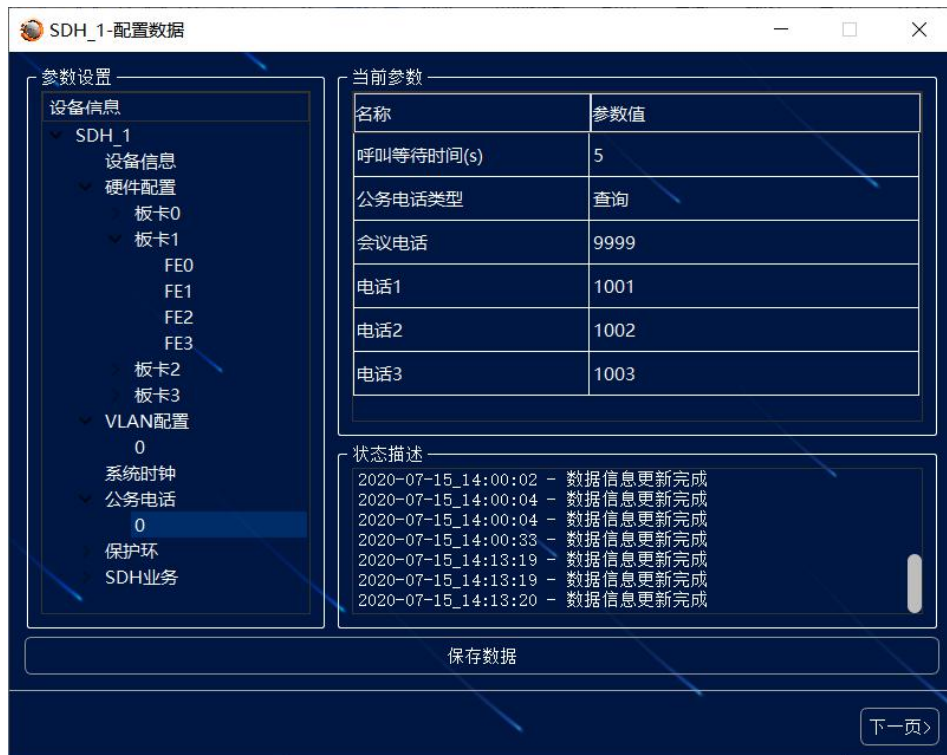 SDH_1-配置数据
参数设置
设备信息
SDH_1
设备信息
硬件配置
板卡0
板卡1
FE0
FE1
FE2
FE3
板卡2
板卡3
VLAN配置
0
系统时钟
公务电话
0
保护环
SDH业务
当前参数
名称 参数值
呼叫等待时间(s) 5
公务电话类型 查询
会议电话 9999
电话1 1001
电话2 1002
电话3 1003
状态描述
2020-07-15_14:00:02 - 数据信息更新完成
2020-07-15_14:00:04 - 数据信息更新完成
2020-07-15_14:00:04 - 数据信息更新完成
2020-07-15_14:00:33 - 数据信息更新完成
2020-07-15_14:13:19 - 数据信息更新完成
2020-07-15_14:13:19 - 数据信息更新完成
2020-07-15_14:13:20 - 数据信息更新完成
保存数据
下一页>